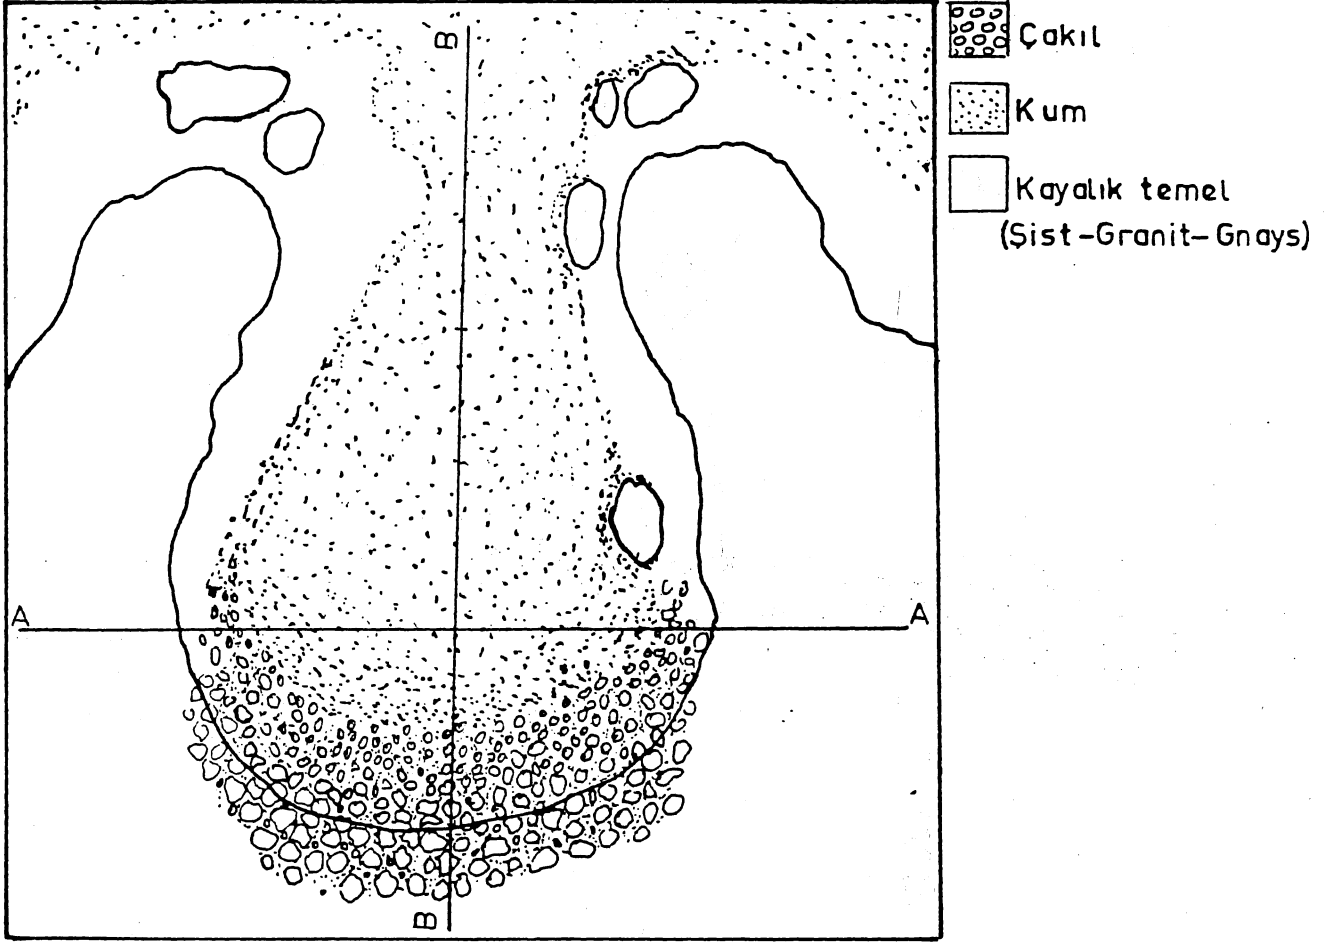 B
Çakıl
Kum
Kayalık temel
(Şist-Granit-Gnays)
A
A
B